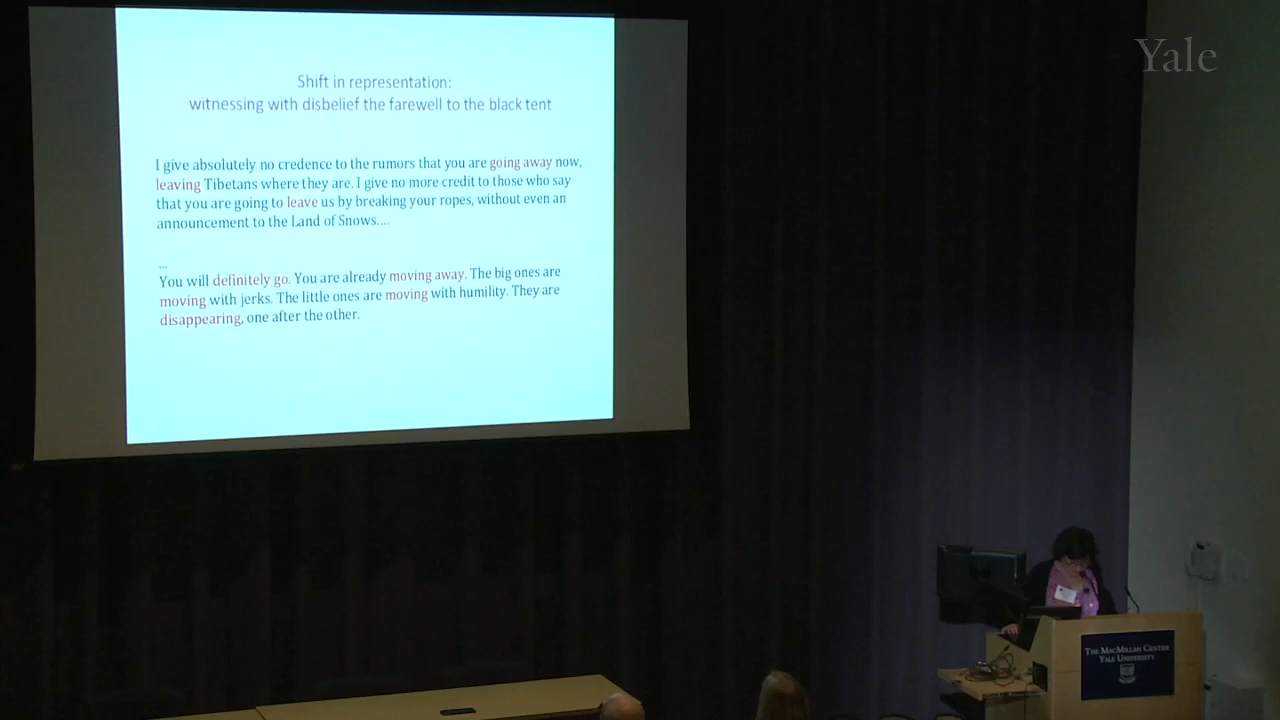 Yale
Shift in representation:
witnessing with disbelief the farewell to the black tent
I give absolutely no credence to the rumors that you are going away now,
leaving Tibetans where they are. I give no more credit to those who say
that you are going to leave us by breaking your ropes, without even an
announcement to the Land of Snows....
...
You will definitely go. You are already moving away. The big ones are
moving with jerks. The little ones are moving with humility. They are
disappearing, one after the other.
THE MACMILLAN CENTER
YALE UNIVERSITY